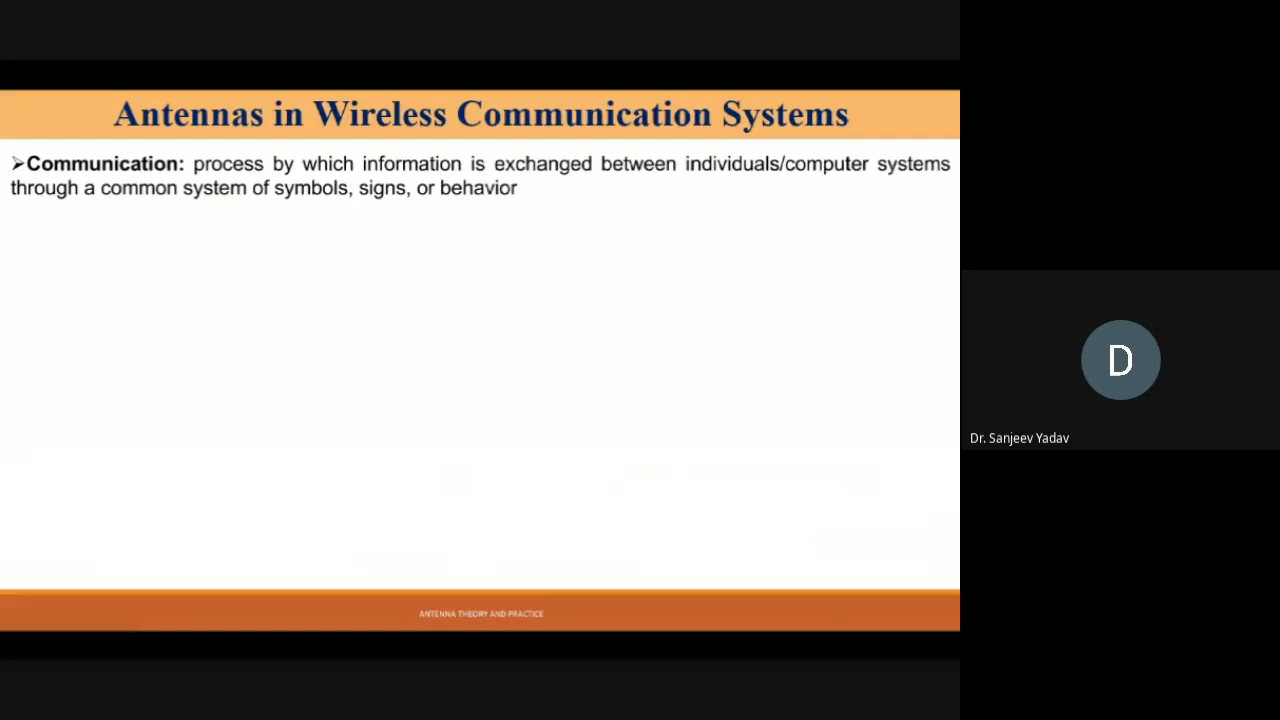 Antennas in Wireless Communication Systems
➢Communication: process by which information is exchanged between individuals/computer systems
through a common system of symbols, signs, or behavior
D
Dr. Sanjeev Yadav
ANTENNA THEORY AND PRACTICE